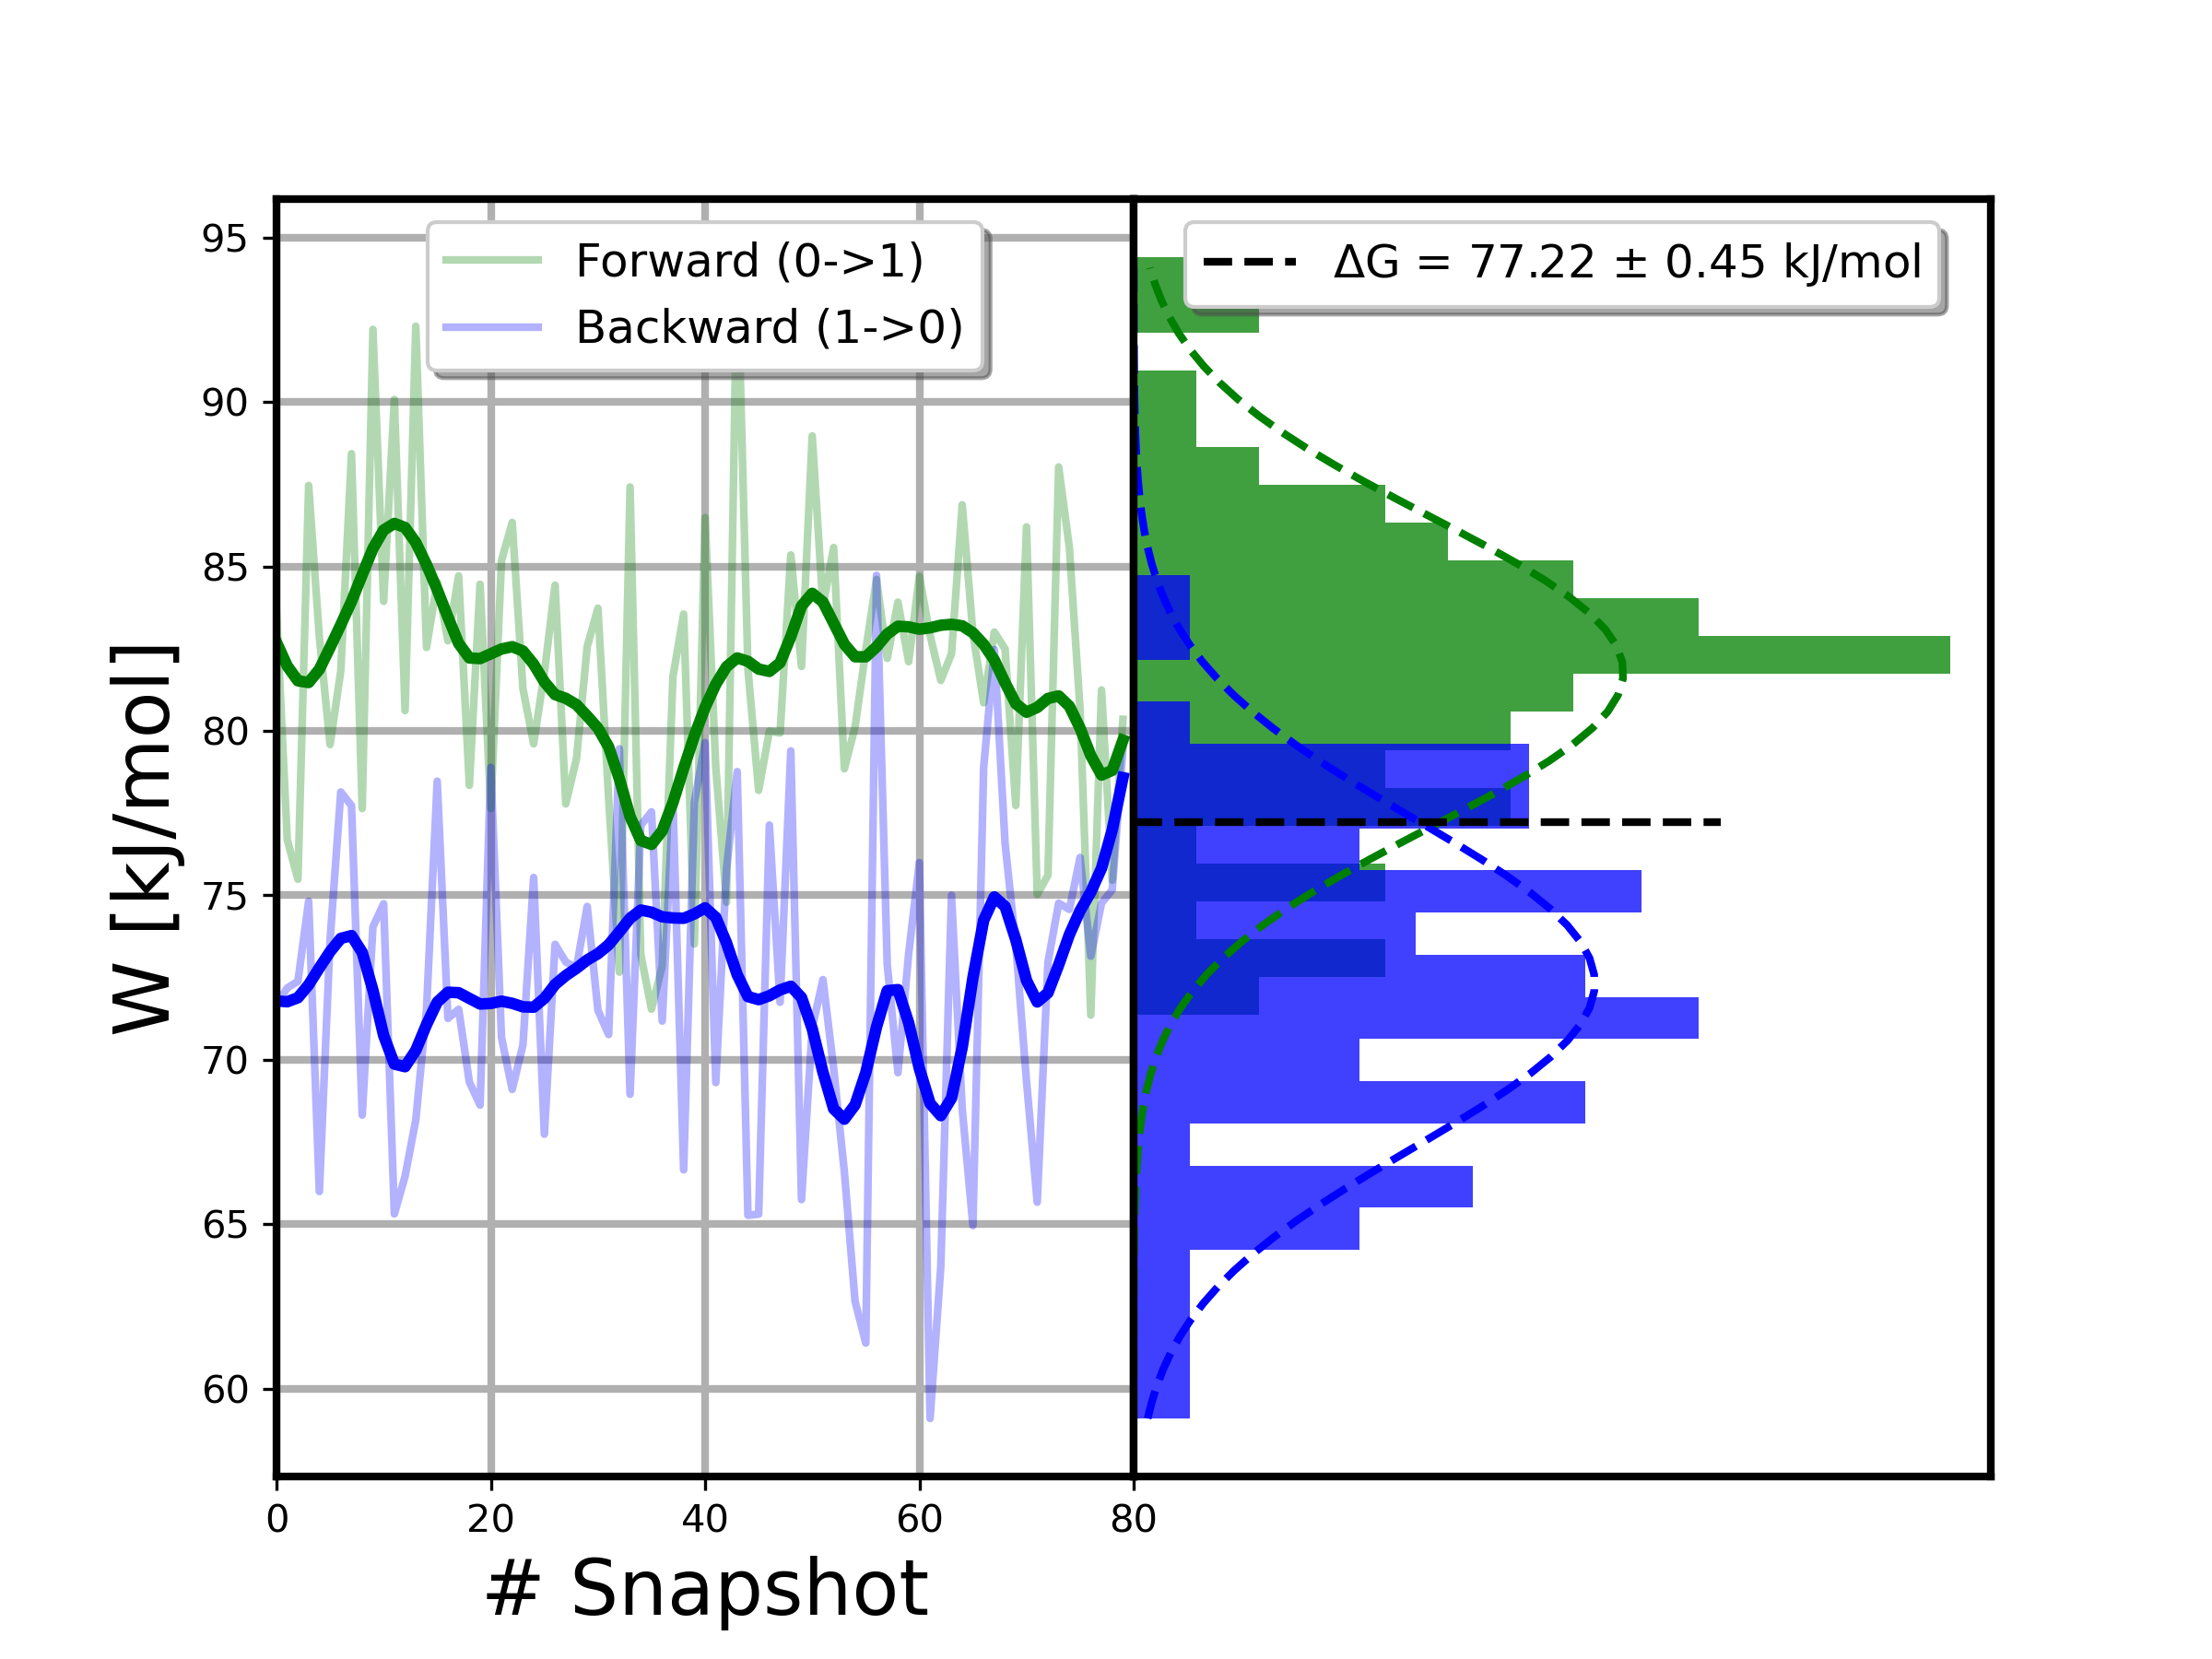 Forward (0->1)
Backward (1->0)
ΔG = 77.22 ± 0.45 kJ/mol
W [kJ/mol]
95
90
85
80
75
70
65
60
0 20 40 60 80
# Snapshot